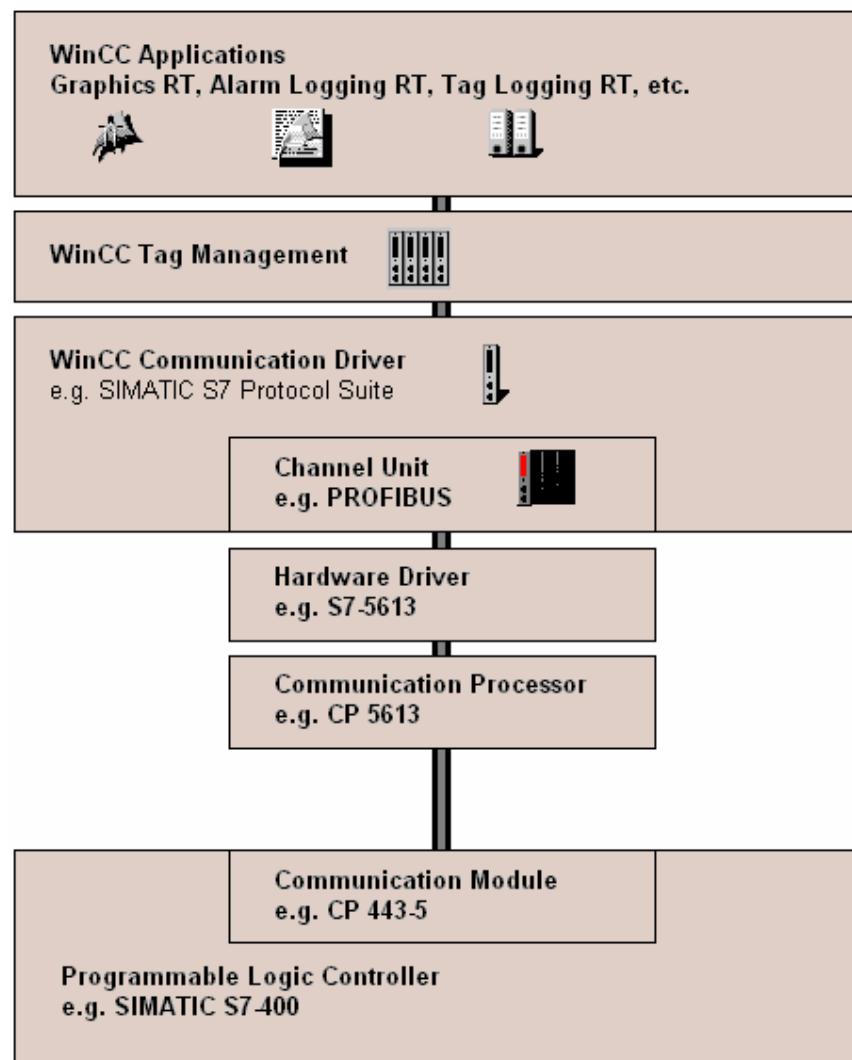 WinCC Applications
Graphics RT, Alarm Logging RT, Tag Logging RT, etc.
WinCC Tag Management
WinCC Communication Driver
e.g. SIMATIC S7 Protocol Suite
Channel Unit
e.g. PROFIBUS
Hardware Driver
e.g. S7-5613
Communication Processor
e.g. CP 5613
Communication Module
e.g. CP 443-5
Programmable Logic Controller
e.g. SIMATIC S7-400